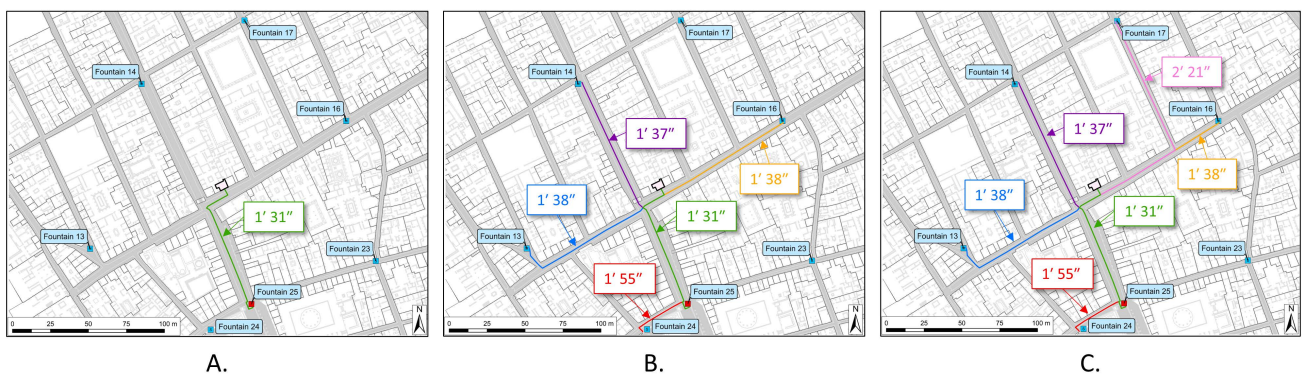 Fountain 17
Fountain 14
Fountain 16
1’ 31”
Fountain 13
Fountain 23
Fountain 25
Fountain 24
0 25 50 75 100 m
N
A.
Fountain 17
Fountain 14
Fountain 16
1’ 37”
1’ 38”
1’ 38”
1’ 31”
Fountain 13
Fountain 23
1’ 55”
Fountain 25
Fountain 24
0 25 50 75 100 m
N
B.
Fountain 17
Fountain 14
2’ 21”
Fountain 16
1’ 37”
1’ 38”
1’ 38”
1’ 31”
Fountain 13
Fountain 23
1’ 55”
Fountain 25
Fountain 24
0 25 50 75 100 m
N
C.